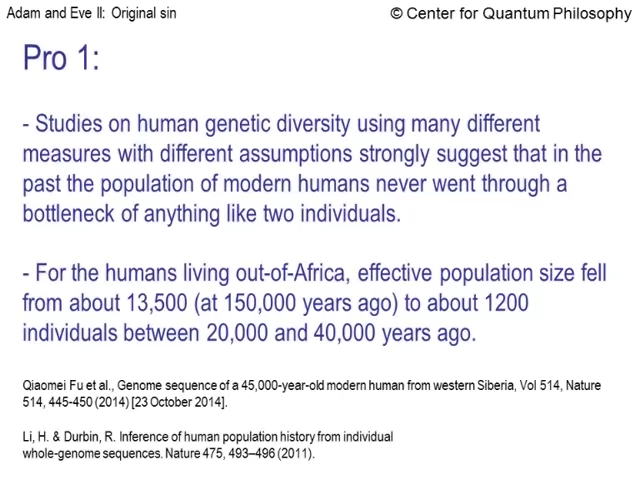 Adam and Eve II: Original sin
© Center for Quantum Philosophy
Pro 1:
- Studies on human genetic diversity using many different
measures with different assumptions strongly suggest that in the
past the population of modern humans never went through a
bottleneck of anything like two individuals.
- For the humans living out-of-Africa, effective population size fell
from about 13,500 (at 150,000 years ago) to about 1200
individuals between 20,000 and 40,000 years ago.
Qiaomei Fu et al., Genome sequence of a 45,000-year-old modern human from western Siberia, Vol 514, Nature
514, 445-450 (2014) [23 October 2014].
Li, H. & Durbin, R. Inference of human population history from individual
whole-genome sequences. Nature 475, 493–496 (2011).